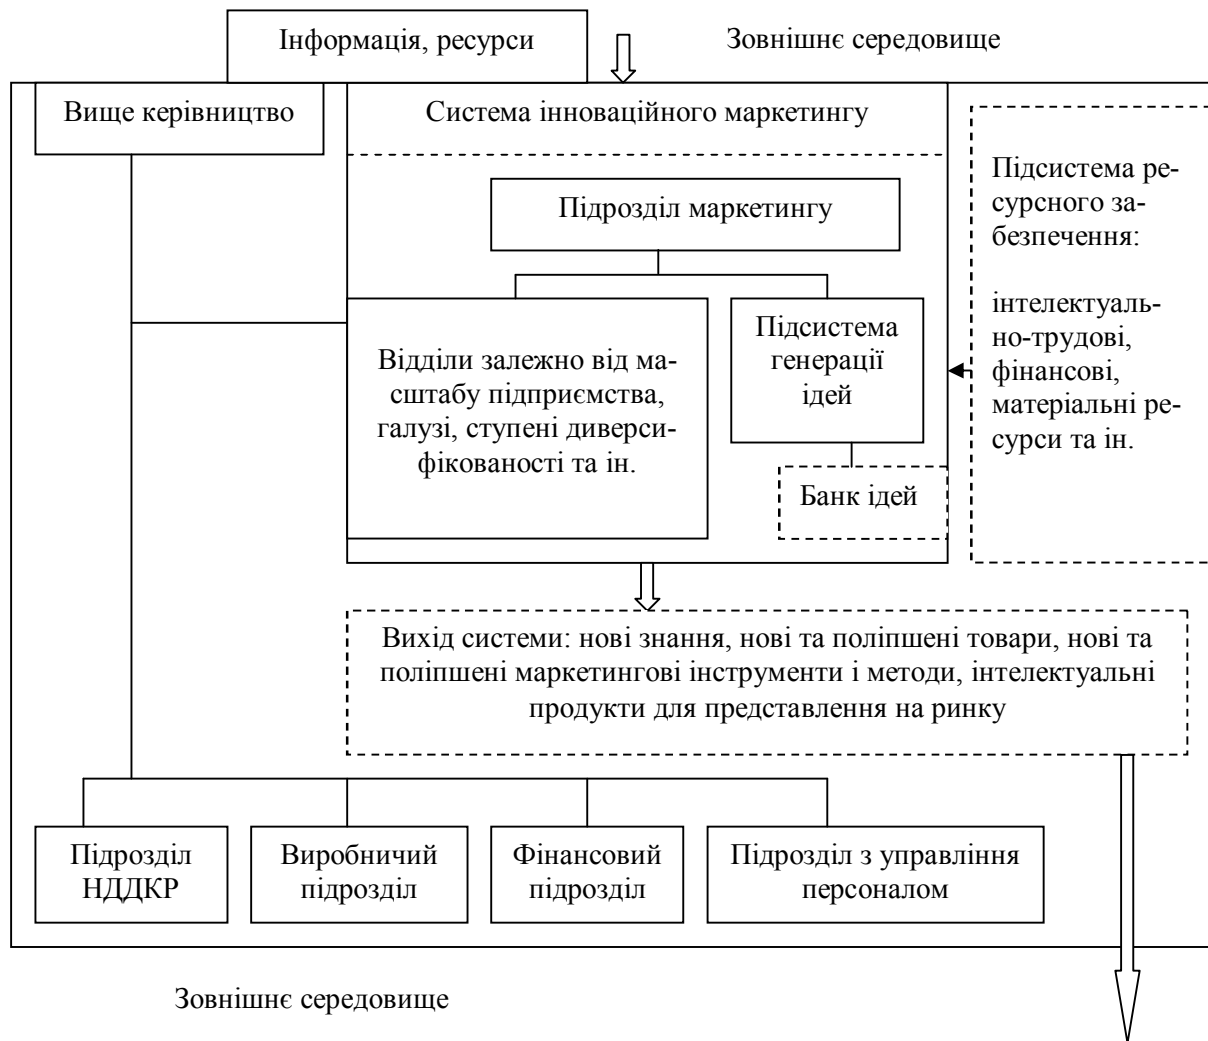 Інформація, ресурси
Зовнішнє середовище
Вище керівництво
Система інноваційного маркетингу
Підрозділ маркетингу
Відділи залежно від ма-
сштабу підприємства,
галузі, ступені диверси-
фікованості та ін.
Підсистема
генерації
ідей
Банк ідей
Підсистема ре-
сурсного за-
безпечення:
інтелектуаль-
но-трудові,
фінансові,
матеріальні ре-
сурси та ін.
Вихід системи: нові знання, нові та поліпшені товари, нові та
поліпшені маркетингові інструменти і методи, інтелектуальні
продукти для представлення на ринку
Підрозділ
НДДКР
Виробничий
підрозділ
Фінансовий
підрозділ
Підрозділ з управління
персоналом
Зовнішнє середовище